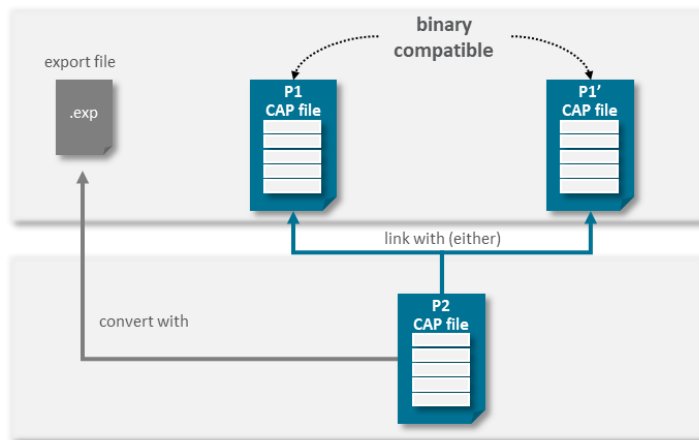 binary
compatible
export file
.exp
P1
CAP file
P1’
CAP file
link with (either)
convert with
P2
CAP file